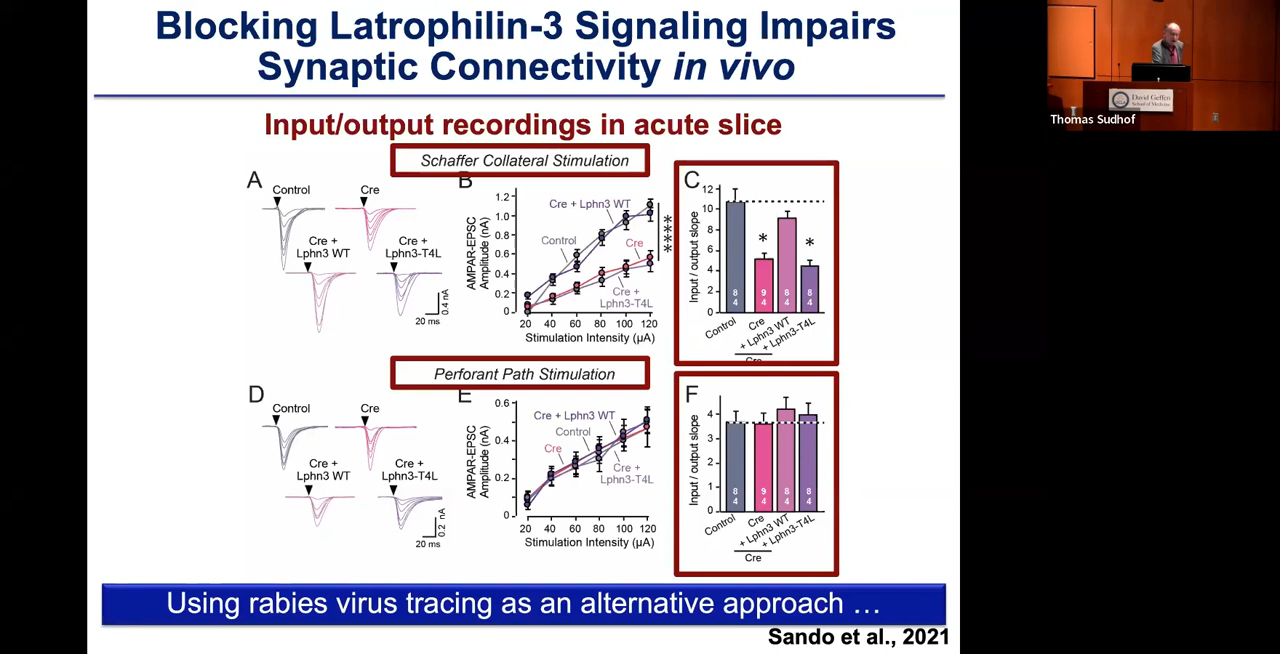 Blocking Latrophilin-3 Signaling Impairs
Synaptic Connectivity in vivo
Input/output recordings in acute slice
Schaffer Collateral Stimulation
A
Control
Cre
Cre +
Lphn3 WT
Cre +
Lphn3-T4L
0.4 nA
20 ms
B
AMPAR-EPSC
Amplitude (nA)
1.2
1.0
0.8
0.6
0.4
0.2
0
Cre + Lphn3 WT
Control
Cre
Cre +
Lphn3-T4L
****
20 40 60 80 100 120
Stimulation Intensity (µA)
C
Input / output slope
12
10
8
6
4
2
0
*
*
8 9 8 8
4 4 4 4
Control
Cre
+ Lphn3 WT
+ Lphn3-T4L
Cre
Perforant Path Stimulation
D
Control
Cre
Cre +
Lphn3 WT
Cre +
Lphn3-T4L
0.2 nA
20 ms
E
AMPAR-EPSC
Amplitude (nA)
0.6
0.4
0.2
0
Cre + Lphn3 WT
Control
Cre
Cre +
Lphn3-T4L
20 40 60 80 100 120
Stimulation Intensity (µA)
F
Input / output slope
4
3
2
1
0
8 9 8 8
4 4 4 4
Control
Cre
+ Lphn3 WT
+ Lphn3-T4L
Cre
Using rabies virus tracing as an alternative approach …
Sando et al., 2021
David Geffen
School of Medicine
Thomas Sudhof